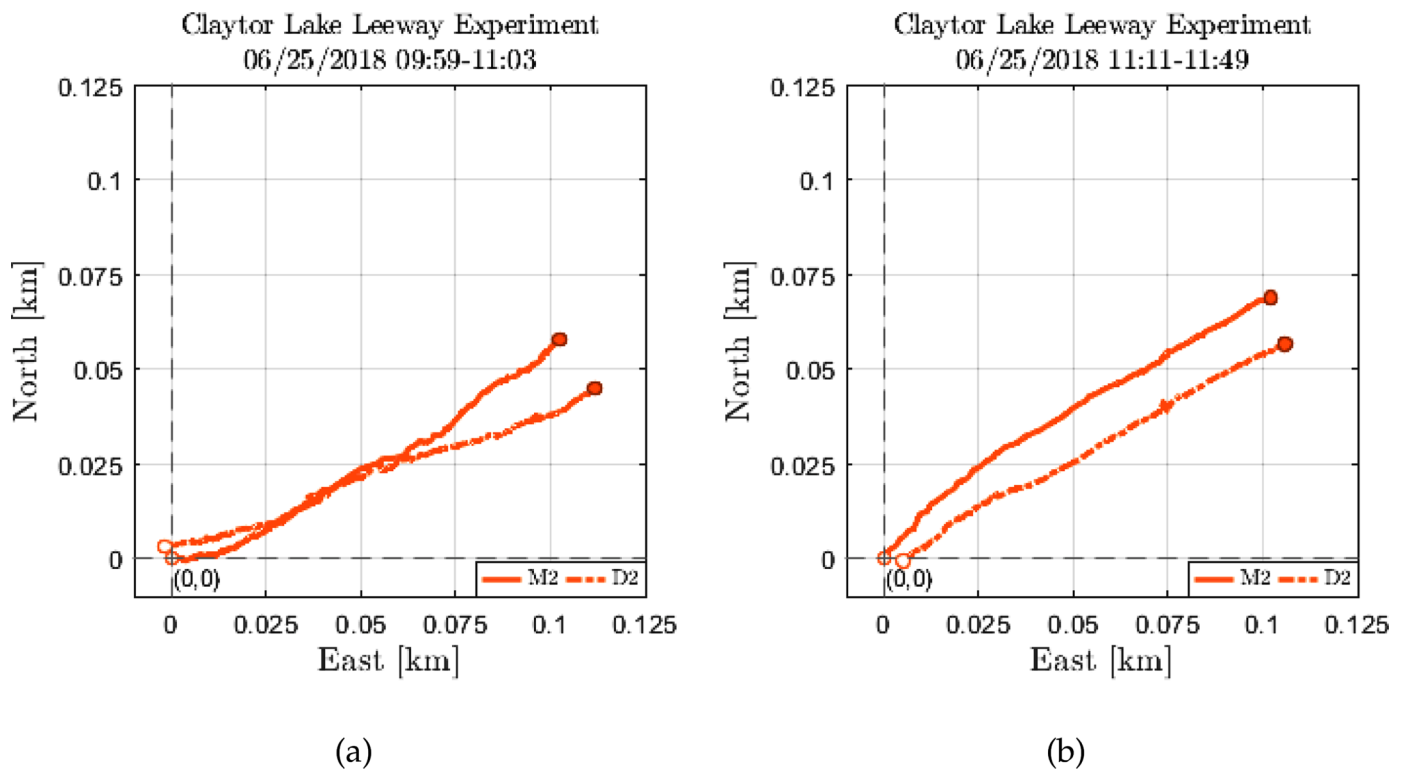 Claytor Lake Leeway Experiment
06/25/2018 09:59-11:03
0.125
0.1
0.075
0.05
0.025
0
North [km]
(0,0)
M2 D2
0 0.025 0.05 0.075 0.1 0.125
East [km]
(a)
Claytor Lake Leeway Experiment
06/25/2018 11:11-11:49
0.125
0.1
0.075
0.05
0.025
0
North [km]
(0,0)
M2 D2
0 0.025 0.05 0.075 0.1 0.125
East [km]
(b)